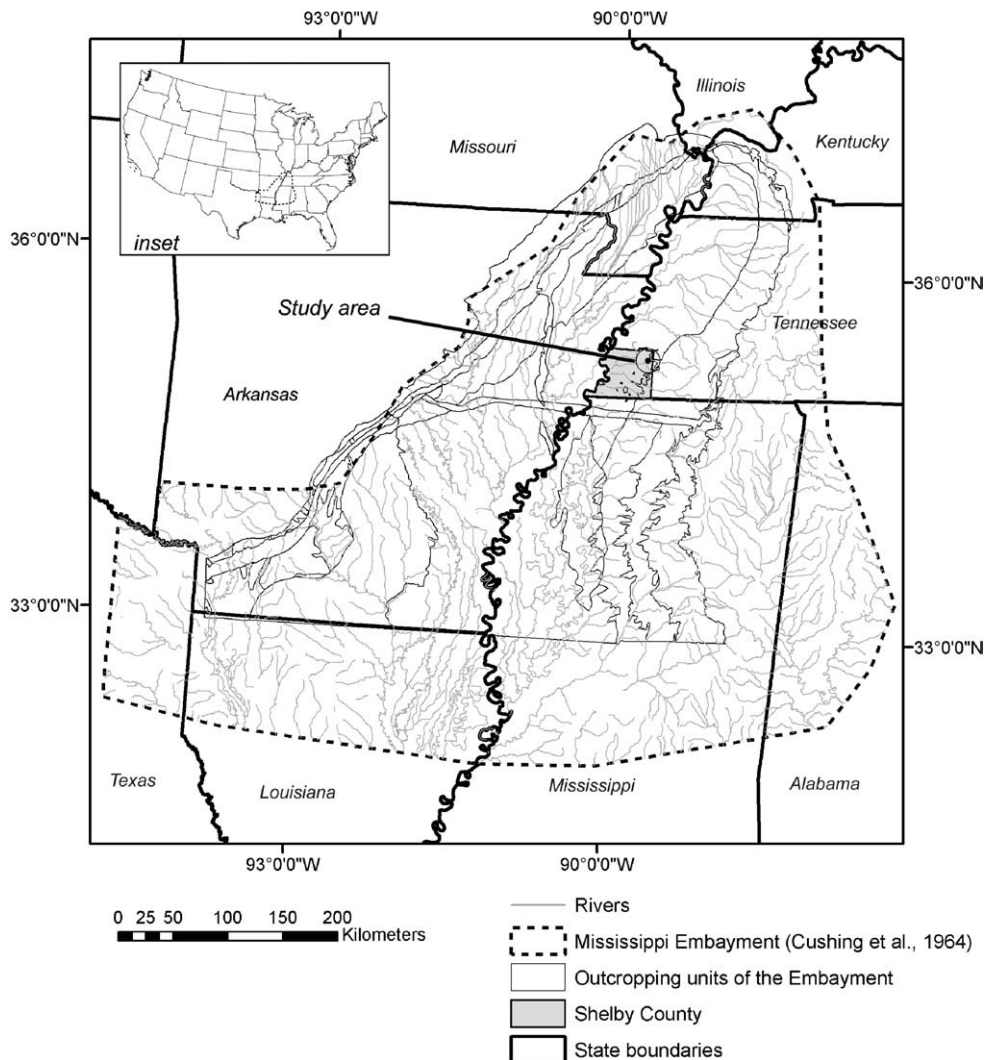 93°0'0"W
90°0'0"W
Illinois
Missouri
Kentucky
inset
36°0'0"N
36°0'0"N
Study area
Tennessee
Arkansas
33°0'0"N
33°0'0"N
Texas
Louisiana
Mississippi
Alabama
93°0'0"W
90°0'0"W
0 25 50 100 150 200
Kilometers
Rivers
Mississippi Embayment (Cushing et al., 1964)
Outcropping units of the Embayment
Shelby County
State boundaries